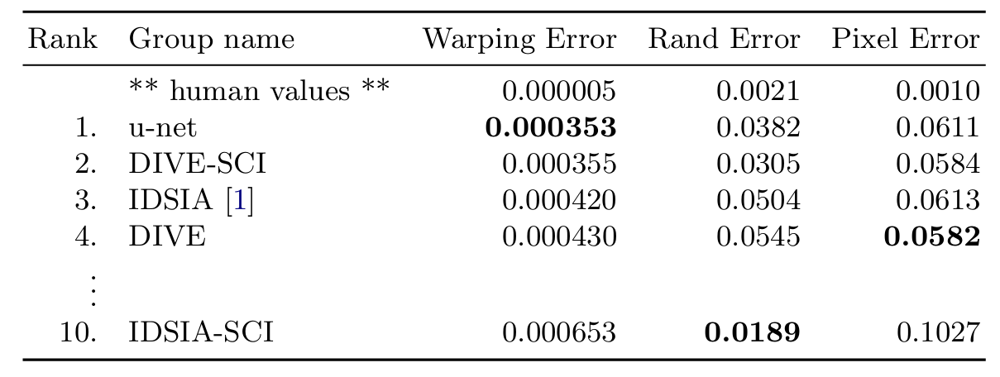 Rank Group name Warping Error Rand Error Pixel Error
** human values ** 0.000005 0.0021 0.0010
1. u-net 0.000353 0.0382 0.0611
2. DIVE-SCI 0.000355 0.0305 0.0584
3. IDSIA [1] 0.000420 0.0504 0.0613
4. DIVE 0.000430 0.0545 0.0582
⋮
10. IDSIA-SCI 0.000653 0.0189 0.1027